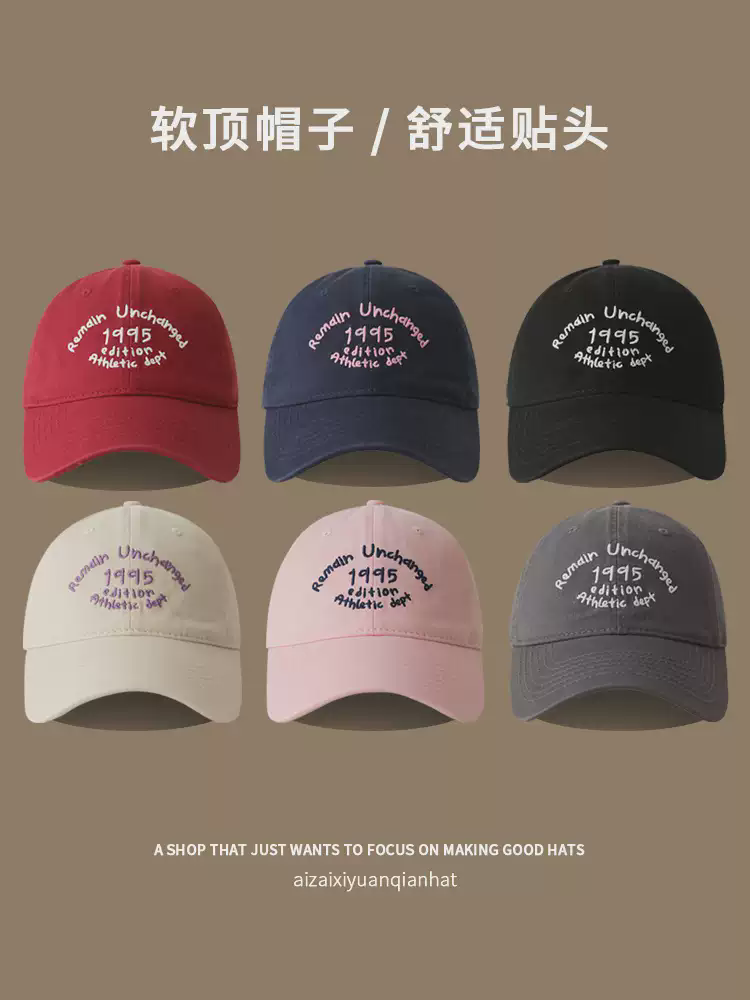 软顶帽子 / 舒适贴头
Remain Unchanged
1995
edition
Athletic dept
Remain Unchanged
1995
edition
Athletic dept
Remain Unchanged
1995
edition
Athletic dept
Remain Unchanged
1995
edition
Athletic dept
Remain Unchanged
1995
edition
Athletic dept
Remain Unchanged
1995
edition
Athletic dept
A SHOP THAT JUST WANTS TO FOCUS ON MAKING GOOD HATS
aizaixiyuanqianhat